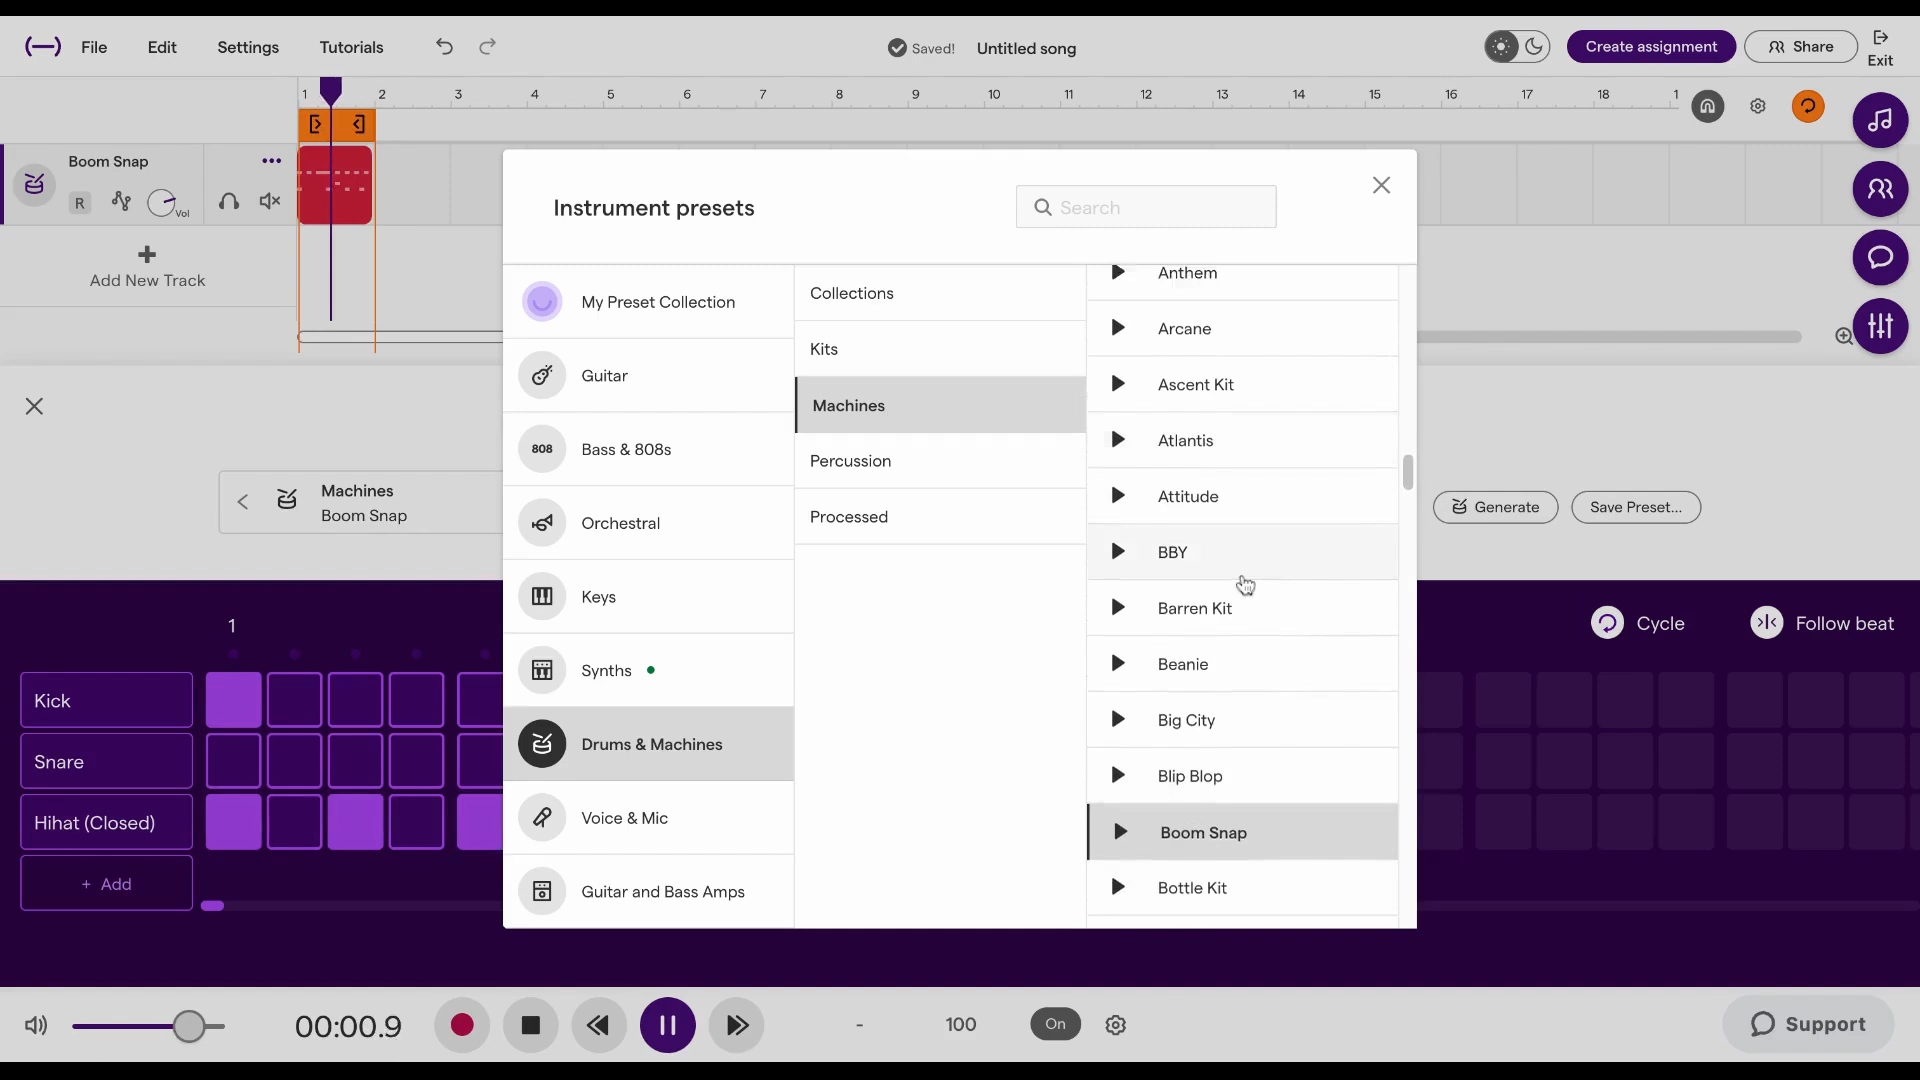 File Edit Settings Tutorials Saved! Untitled song Create assignment Share Exit
1 2 3 4 5 6 7 8 9 10 11 12 13 14 15 16 17 18 1
Boom Snap
R Vol
Add New Track
Instrument presets
Search
My Preset Collection
Guitar
808 Bass & 808s
Orchestral
Keys
Synths
Drums & Machines
Voice & Mic
Guitar and Bass Amps
Collections
Kits
Machines
Percussion
Processed
Anthem
Arcane
Ascent Kit
Atlantis
Attitude
BBY
Barren Kit
Beanie
Big City
Blip Blop
Boom Snap
Bottle Kit
Machines
Boom Snap
Generate Save Preset...
1
Cycle Follow beat
Kick
Snare
Hihat (Closed)
+ Add
00:00.9 - 100 On Support